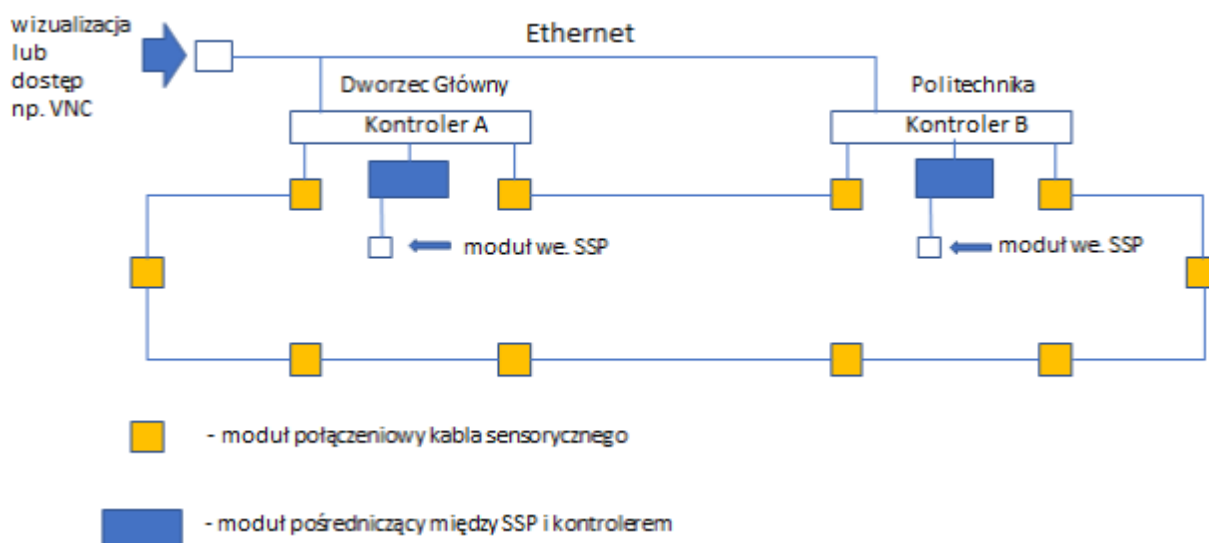 wizualizacja
lub
dostęp
np. VNC
Ethernet
Dworzec Główny
Politechnika
Kontroler A
Kontroler B
moduł we. SSP
moduł we. SSP
- moduł połączeniowy kabla sensorycznego
- moduł pośredniczący między SSP i kontrolerem